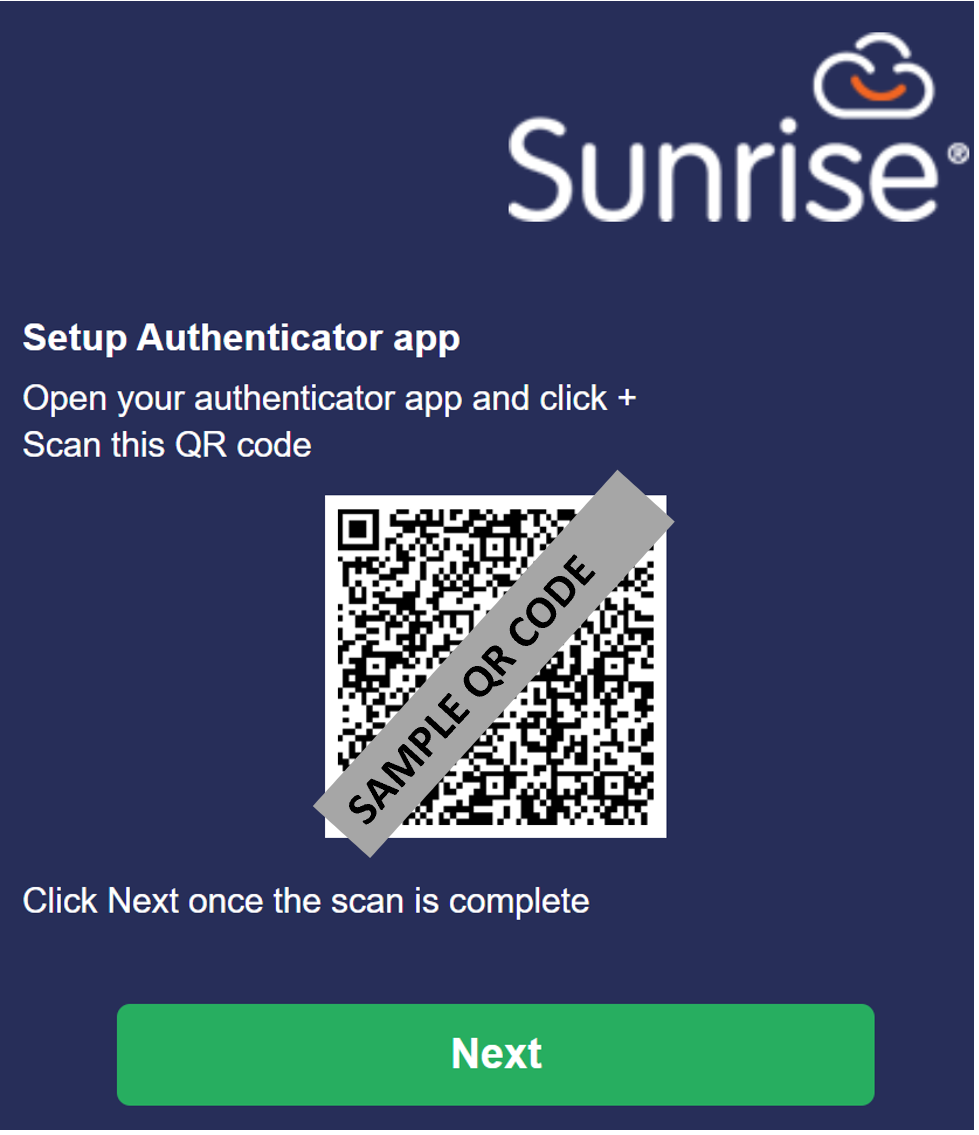 Sunrise®
Setup Authenticator app
Open your authenticator app and click +
Scan this QR code
SAMPLE QR CODE
Click Next once the scan is complete
Next